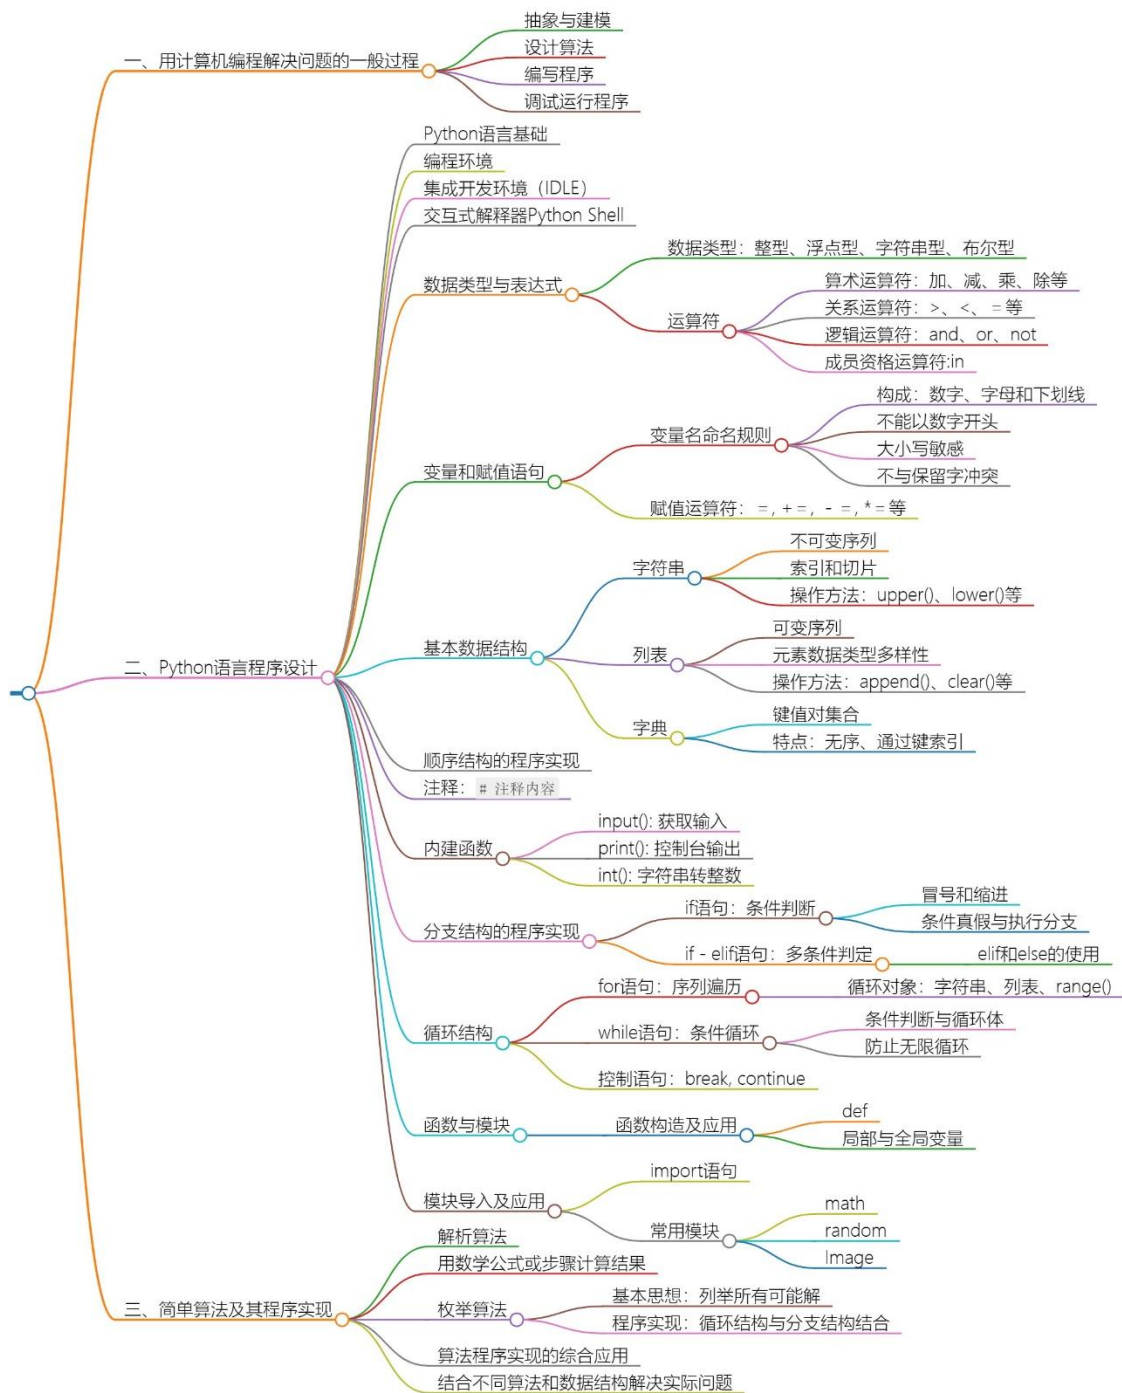 一、用计算机编程解决问题的一般过程
抽象与建模
设计算法
编写程序
调试运行程序
二、Python语言程序设计
Python语言基础
编程环境
集成开发环境（IDLE）
交互式解释器Python Shell
数据类型与表达式
数据类型：整型、浮点型、字符串型、布尔型
运算符
算术运算符：加、减、乘、除等
关系运算符：>、<、=等
逻辑运算符：and、or、not
成员资格运算符:in
变量和赋值语句
变量名命名规则
构成：数字、字母和下划线
不能以数字开头
大小写敏感
不与保留字冲突
赋值运算符：=, +=, -=, *=等
基本数据结构
字符串
不可变序列
索引和切片
操作方法：upper()、lower()等
列表
可变序列
元素数据类型多样性
操作方法：append()、clear()等
字典
键值对集合
特点：无序、通过键索引
顺序结构的程序实现
注释：# 注释内容
内建函数
input(): 获取输入
print(): 控制台输出
int(): 字符串转整数
分支结构的程序实现
if语句：条件判断
冒号和缩进
条件真假与执行分支
if - elif语句：多条件判定
elif和else的使用
循环结构
for语句：序列遍历
循环对象：字符串、列表、range()
while语句：条件循环
条件判断与循环体
防止无限循环
控制语句：break, continue
函数与模块
函数构造及应用
def
局部与全局变量
模块导入及应用
import语句
常用模块
math
random
Image
三、简单算法及其程序实现
解析算法
用数学公式或步骤计算结果
枚举算法
基本思想：列举所有可能解
程序实现：循环结构与分支结构结合
算法程序实现的综合应用
结合不同算法和数据结构解决实际问题